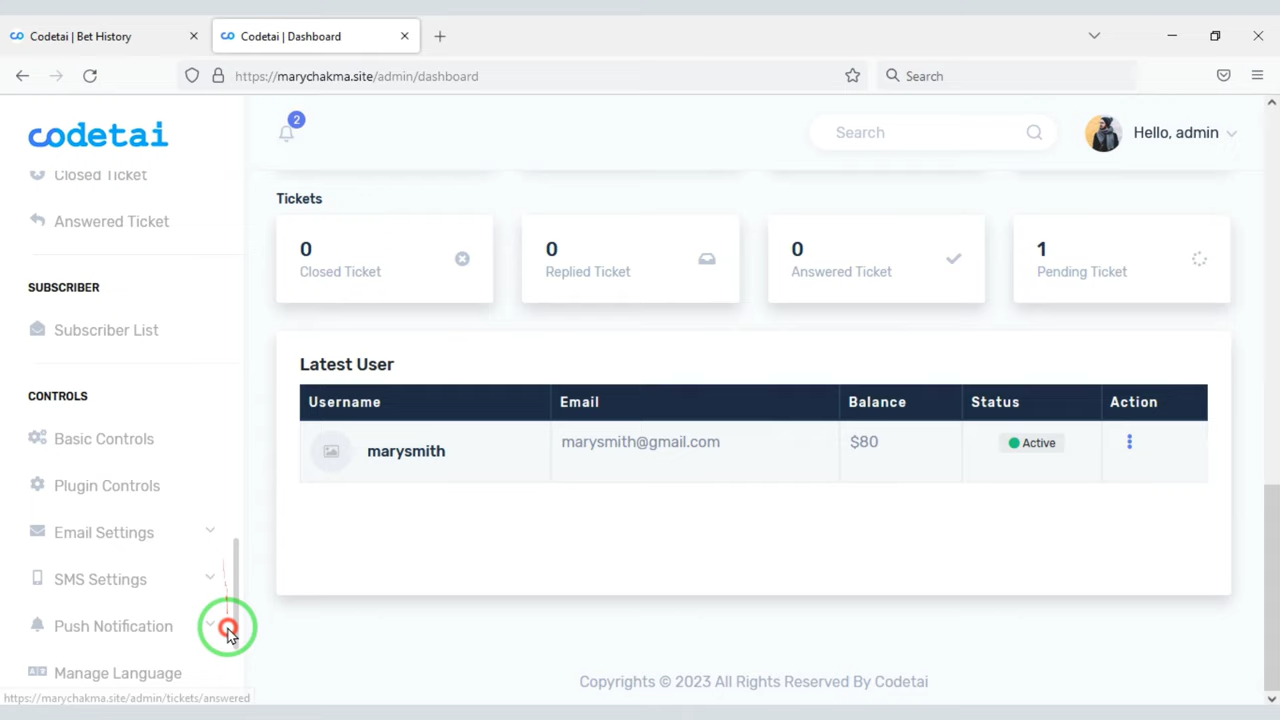 Codetai | Bet History
Codetai | Dashboard
https://marychakma.site/admin/dashboard
Search
codetai
2
Search
Hello, admin
Closed Ticket
Answered Ticket
SUBSCRIBER
Subscriber List
CONTROLS
Basic Controls
Plugin Controls
Email Settings
SMS Settings
Push Notification
Manage Language
https://marychakma.site/admin/tickets/answered
Tickets
0
Closed Ticket
0
Replied Ticket
0
Answered Ticket
1
Pending Ticket
Latest User
Username Email Balance Status Action
marysmith marysmith@gmail.com $80 Active
Copyrights © 2023 All Rights Reserved By Codetai